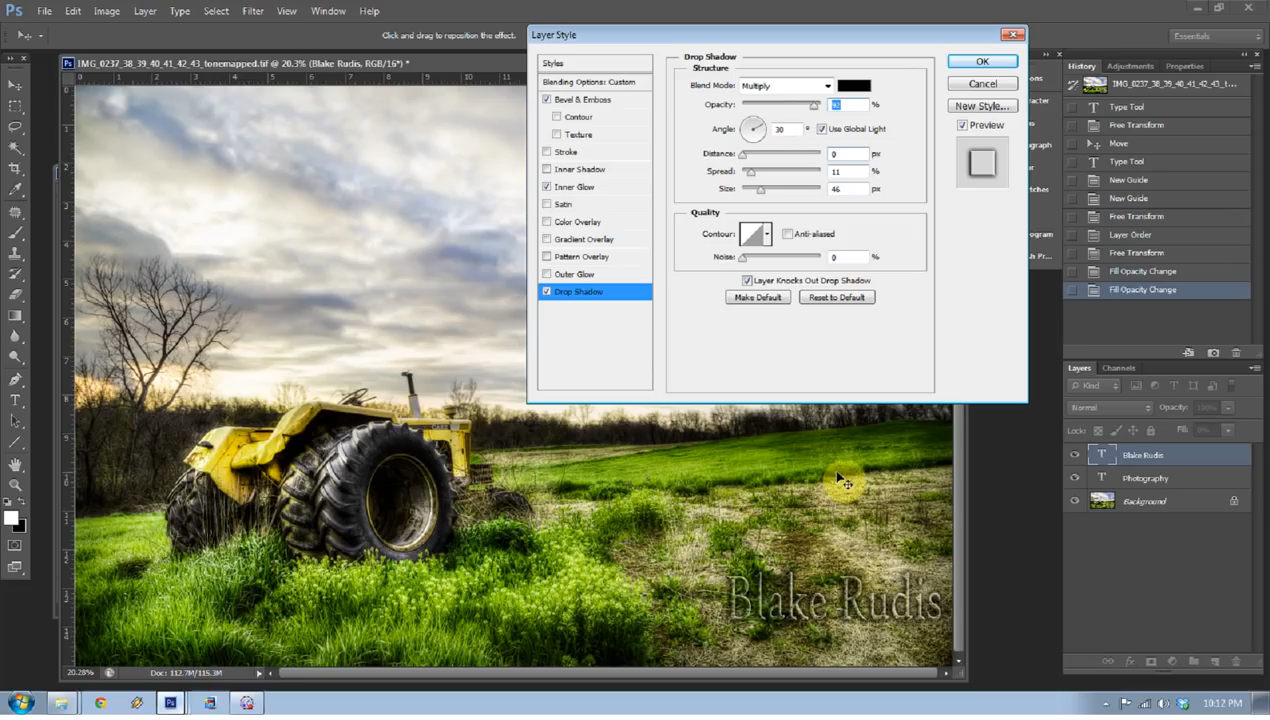 Ps File Edit Image Layer Type Select Filter View Window Help
Click and drag to reposition the effect.
Essentials
IMG_0237_38_39_40_41_42_43_tonemapped.tif @ 20.3% (Blake Rudis, RGB/16*) *
Layer Style
Styles
Blending Options: Custom
Bevel & Emboss
Contour
Texture
Stroke
Inner Shadow
Inner Glow
Satin
Color Overlay
Gradient Overlay
Pattern Overlay
Outer Glow
Drop Shadow
Drop Shadow
Structure
Blend Mode: Multiply
Opacity: %
Angle: 30 ° Use Global Light
Distance: 0 px
Spread: 11 %
Size: 46 px
Quality
Contour: Anti-aliased
Noise: 0 %
Layer Knocks Out Drop Shadow
Make Default Reset to Default
OK
Cancel
New Style...
Preview
History Adjustments Properties
IMG_0237_38_39_40_41_42_4...
Type Tool
Free Transform
Move
Type Tool
New Guide
New Guide
Free Transform
Layer Order
Free Transform
Fill Opacity Change
Fill Opacity Change
Layers Channels
Kind
Normal Opacity: 100%
Lock: Fill: 0%
Blake Rudis
Photography
Background
CASE
Blake Rudis
20.28% Doc: 112.7M/115.3M
10:12 PM